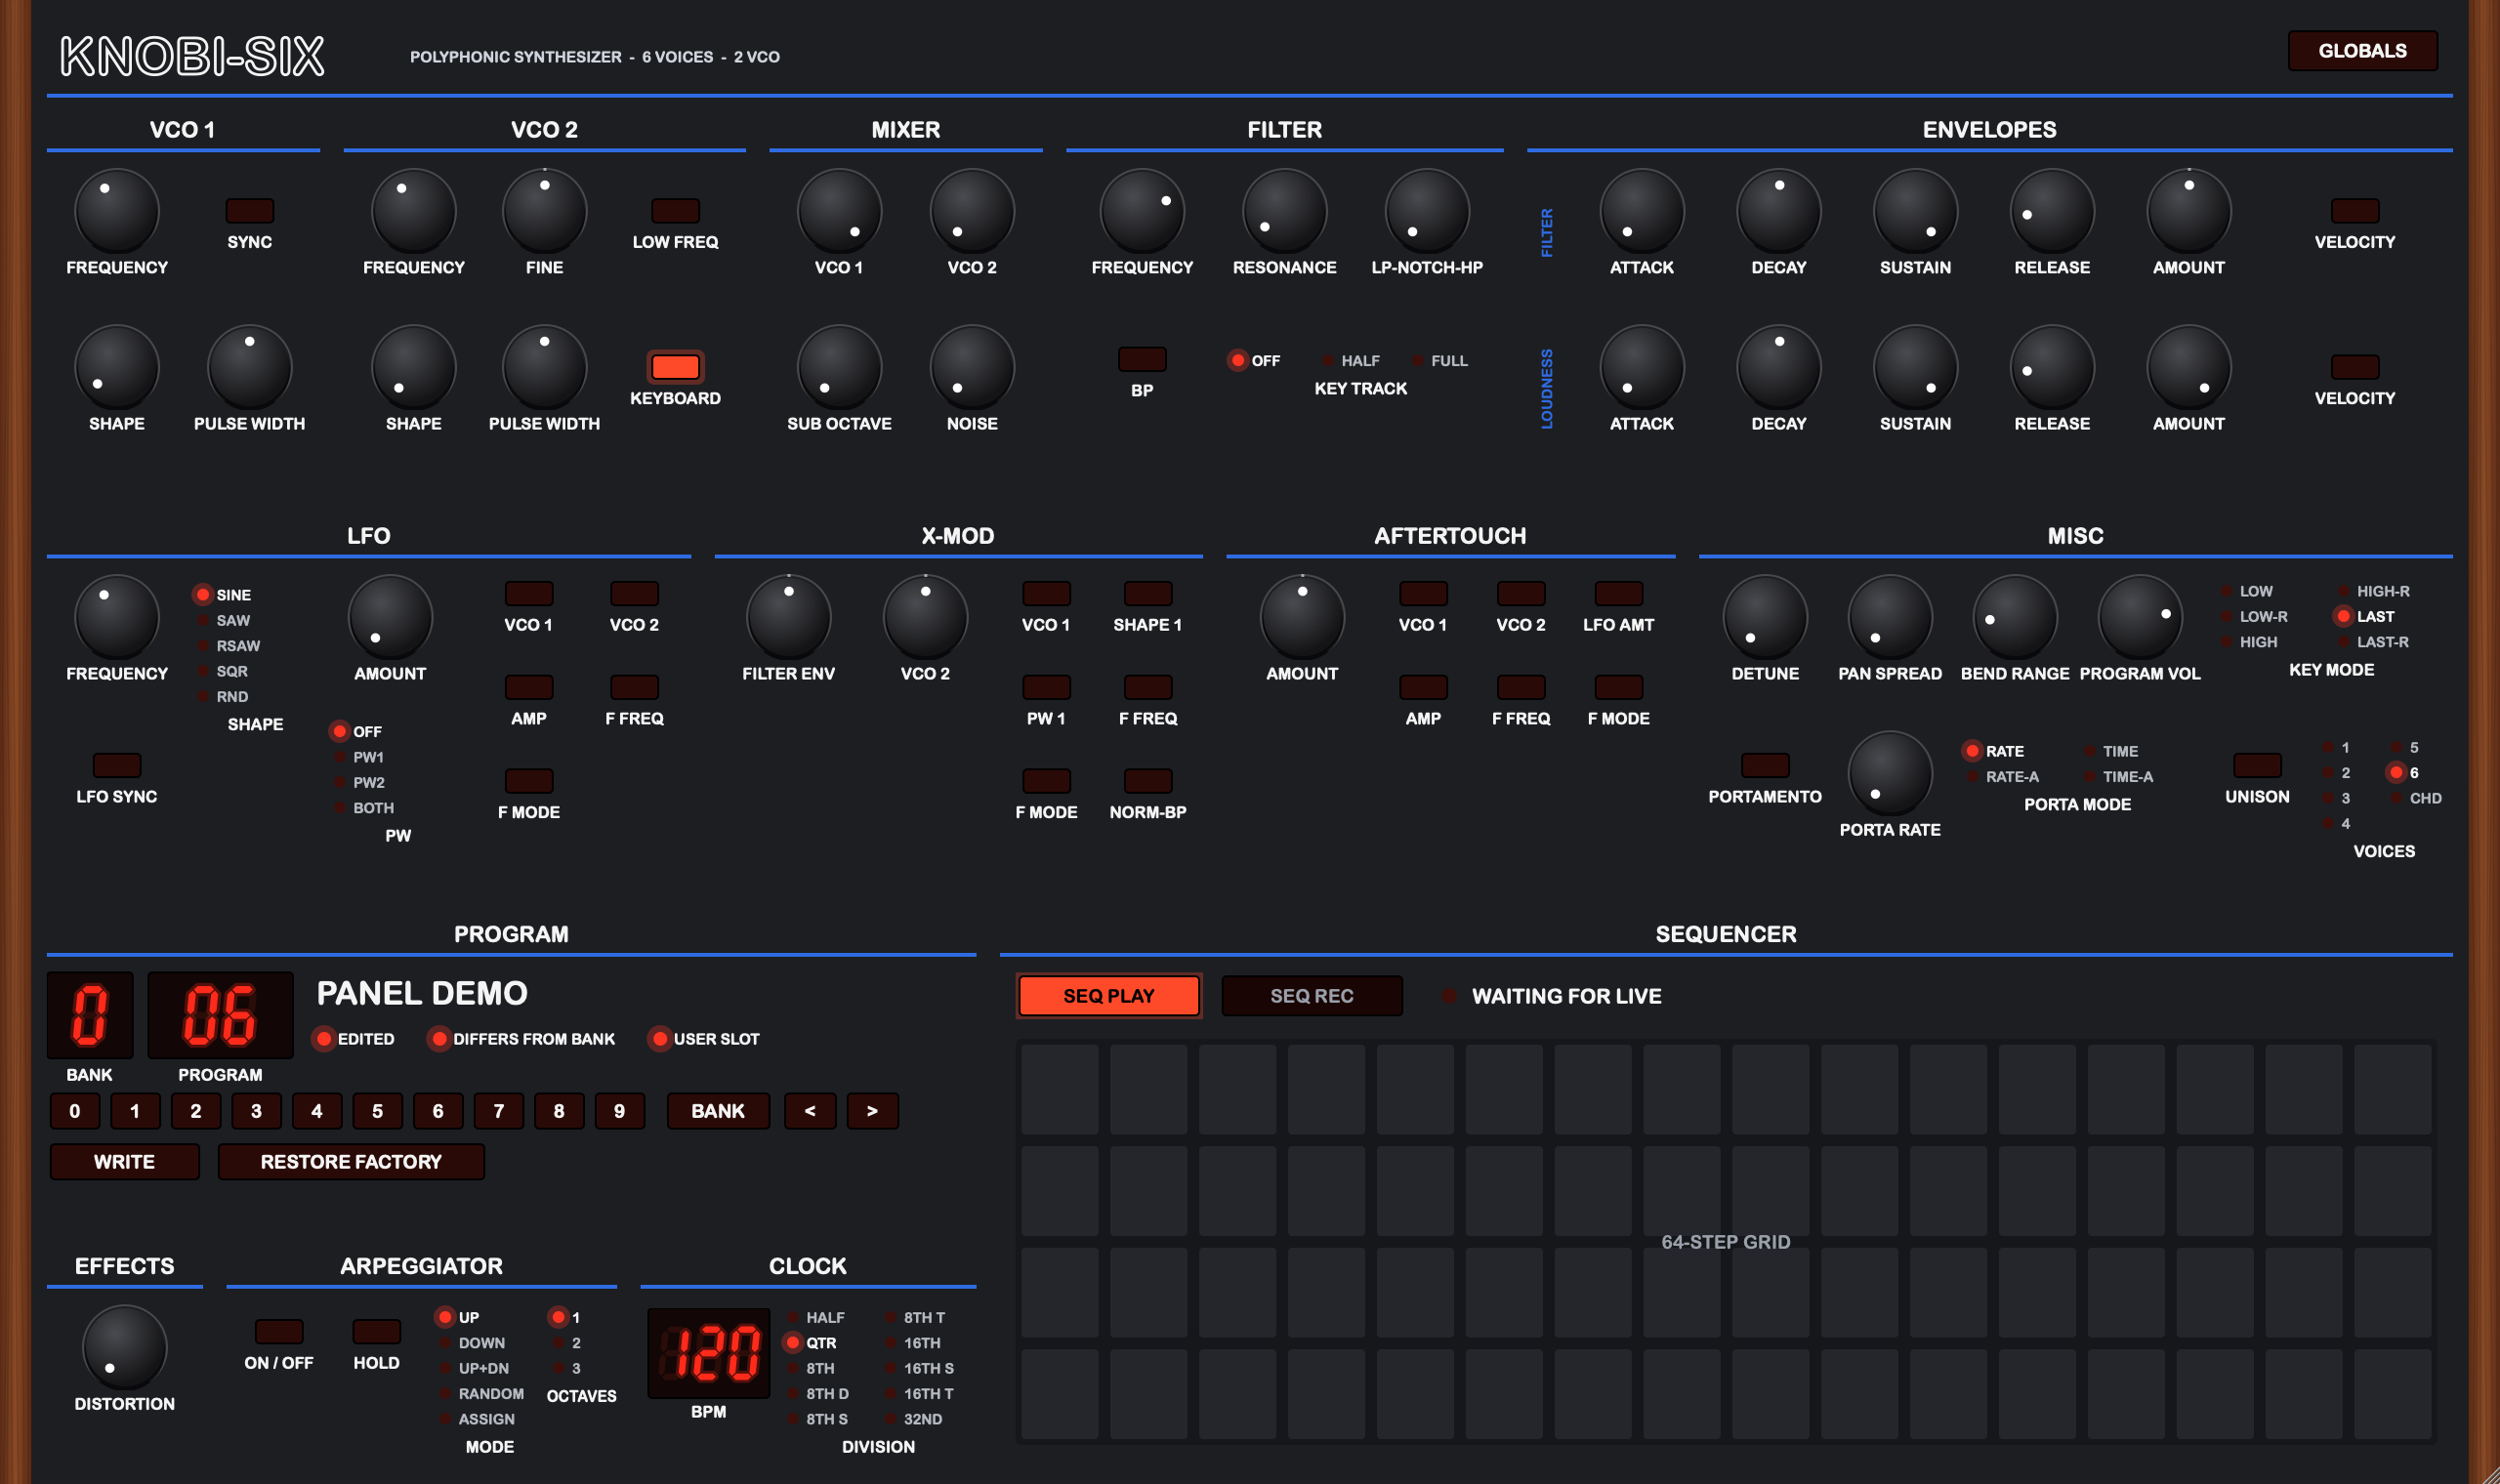 KNOBI-SIX
POLYPHONIC SYNTHESIZER - 6 VOICES - 2 VCO
GLOBALS
VCO 1
FREQUENCY
SYNC
SHAPE
PULSE WIDTH
VCO 2
FREQUENCY
FINE
LOW FREQ
SHAPE
PULSE WIDTH
KEYBOARD
MIXER
VCO 1
VCO 2
SUB OCTAVE
NOISE
FILTER
FREQUENCY
RESONANCE
LP-NOTCH-HP
BP
OFF
HALF
FULL
KEY TRACK
ENVELOPES
FILTER
ATTACK
DECAY
SUSTAIN
RELEASE
AMOUNT
VELOCITY
LOUDNESS
ATTACK
DECAY
SUSTAIN
RELEASE
AMOUNT
VELOCITY
LFO
FREQUENCY
SINE
SAW
RSAW
SQR
RND
SHAPE
LFO SYNC
AMOUNT
OFF
PW1
PW2
BOTH
PW
VCO 1
VCO 2
AMP
F FREQ
F MODE
X-MOD
FILTER ENV
VCO 2
VCO 1
SHAPE 1
PW 1
F FREQ
F MODE
NORM-BP
AFTERTOUCH
AMOUNT
VCO 1
VCO 2
LFO AMT
AMP
F FREQ
F MODE
MISC
DETUNE
PAN SPREAD
BEND RANGE
PROGRAM VOL
LOW
LOW-R
HIGH
HIGH-R
LAST
LAST-R
KEY MODE
PORTAMENTO
PORTA RATE
RATE
RATE-A
TIME
TIME-A
PORTA MODE
UNISON
1
2
3
4
5
6
CHD
VOICES
PROGRAM
0
BANK
06
PROGRAM
PANEL DEMO
EDITED
DIFFERS FROM BANK
USER SLOT
0
1
2
3
4
5
6
7
8
9
BANK
<
>
WRITE
RESTORE FACTORY
SEQUENCER
SEQ PLAY
SEQ REC
WAITING FOR LIVE
64-STEP GRID
EFFECTS
DISTORTION
ARPEGGIATOR
ON / OFF
HOLD
UP
DOWN
UP+DN
RANDOM
ASSIGN
MODE
1
2
3
OCTAVES
CLOCK
120
BPM
HALF
QTR
8TH
8TH D
8TH S
8TH T
16TH
16TH S
16TH T
32ND
DIVISION